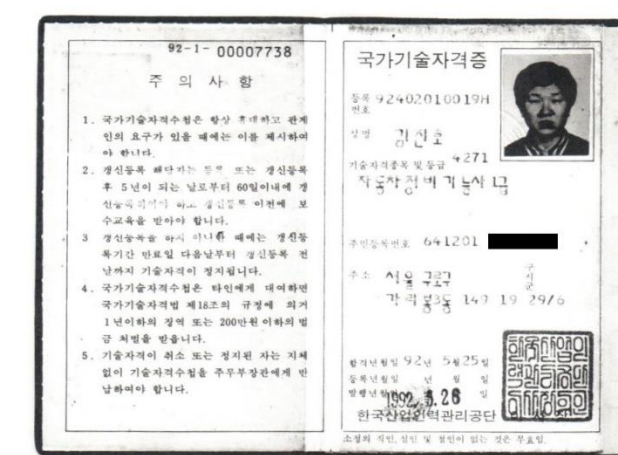 92-1- 00007738
주 의 사 항
1. 국가기술자격수첩은 항상 휴대하고 관계
인의 요구가 있을 때에는 이를 제시하여
야 합니다.
2. 갱신등록 해당자는 등록 또는 갱신등록
후 5년이 되는 날로부터 60일이내에 갱
신등록하여야 하고 갱신등록 이전에 보
수교육을 받아야 합니다.
3 갱신등록을 하지 아니한 때에는 갱신등
록기간 만료일 다음날부터 갱신등록 전
날까지 기술자격이 정지됩니다.
4. 국가기술자격수첩은 타인에게 대여하면
국가기술자격법 제18조의 규정에 의거
1년이하의 징역 또는 200만원 이하의 벌
금 처벌을 받읍니다.
5. 기술자격이 취소 또는 정지된 자는 지체
없이 기술자격수첩을 주무부장관에게 반
납하여야 합니다.
국가기술자격증
등록번호 92402010019H
성명 김진호
기술자격종목 및 등급 4271
자동차정비기능사 1급
주민등록번호 641201
주소 서울 구로구 구시군
가리봉3동 149 19 29/6
합격년월일 92년 5월 25일
등록년월일 년 월 일
발행년월일 1992. 5. 26 일
한국산업인력관리공단
소정의 직인, 철인 및 점인이 없는 것은 무효임.